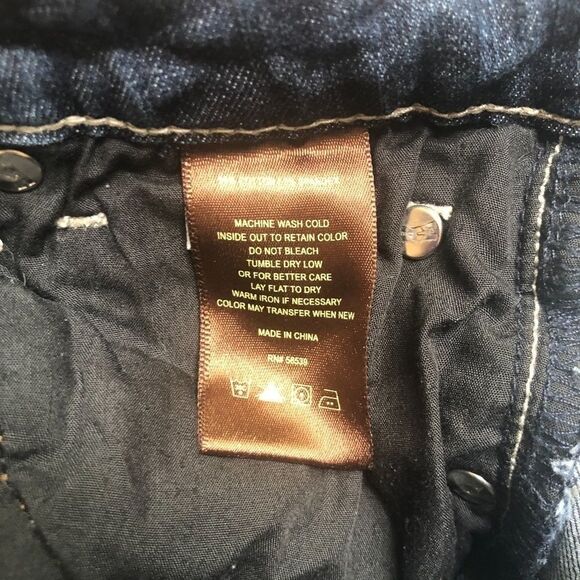 MACHINE WASH COLD
INSIDE OUT TO RETAIN COLOR
DO NOT BLEACH
TUMBLE DRY LOW
OR FOR BETTER CARE
LAY FLAT TO DRY
WARM IRON IF NECESSARY
COLOR MAY TRANSFER WHEN NEW
MADE IN CHINA
RN# 56539